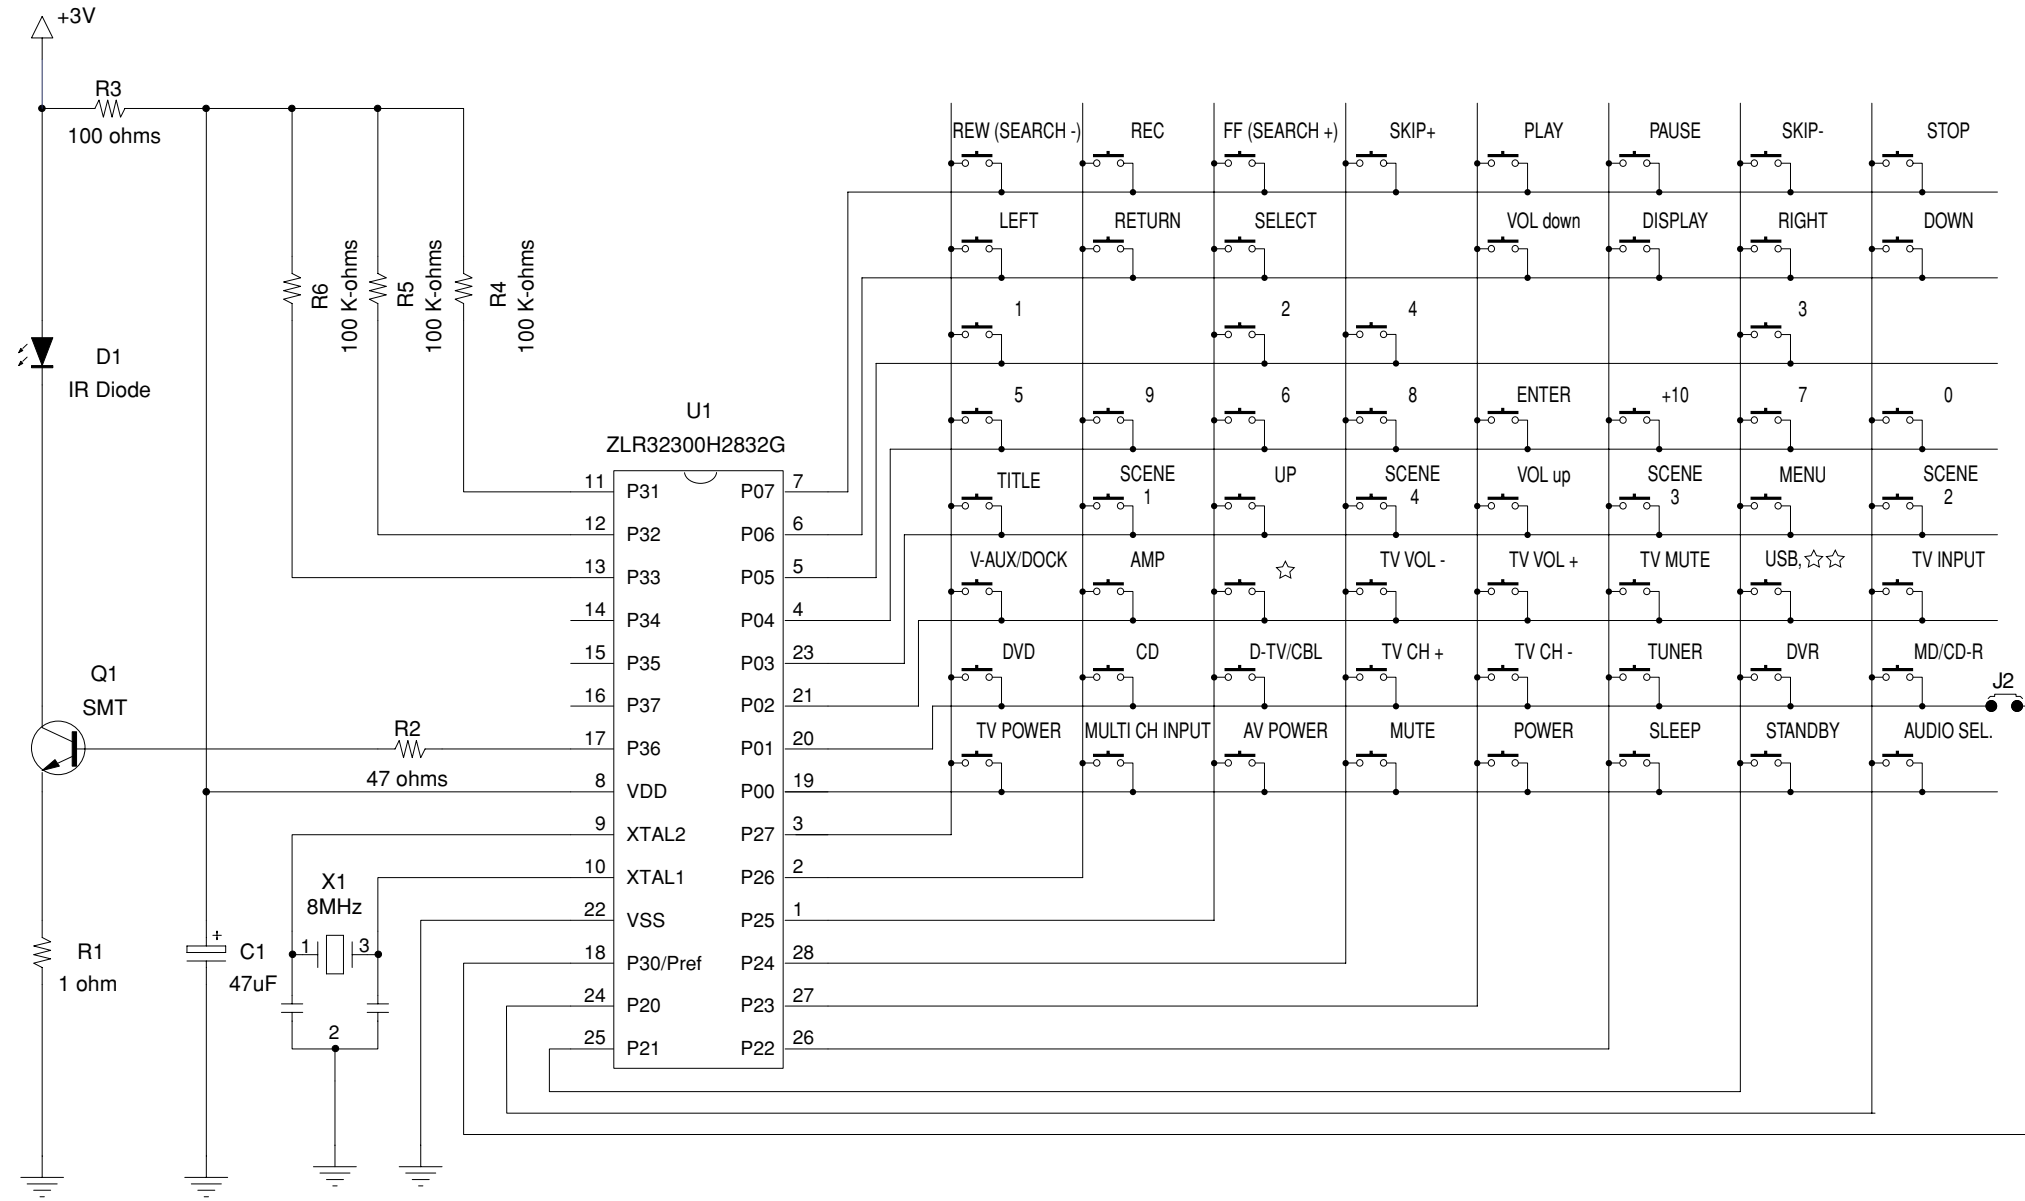 +3V
R3
100 ohms
R6
100 K-ohms
R5
100 K-ohms
R4
100 K-ohms
D1
IR Diode
Q1
SMT
R2
47 ohms
R1
1 ohm
+
C1
47uF
X1
8MHz
1 3
2
U1
ZLR32300H2832G
11 P31 P07 7
12 P32 P06 6
13 P33 P05 5
14 P34 P04 4
15 P35 P03 23
16 P37 P02 21
17 P36 P01 20
8 VDD P00 19
9 XTAL2 P27 3
10 XTAL1 P26 2
22 VSS P25 1
18 P30/Pref P24 28
24 P20 P23 27
25 P21 P22 26
REW (SEARCH -) REC FF (SEARCH +) SKIP+ PLAY PAUSE SKIP- STOP
LEFT RETURN SELECT VOL down DISPLAY RIGHT DOWN
1 2 4 3
5 9 6 8 ENTER +10 7 0
TITLE SCENE 1 UP SCENE 4 VOL up SCENE 3 MENU SCENE 2
V-AUX/DOCK AMP ☆ TV VOL - TV VOL + TV MUTE USB,☆☆ TV INPUT
DVD CD D-TV/CBL TV CH + TV CH - TUNER DVR MD/CD-R
J2
TV POWER MULTI CH INPUT AV POWER MUTE POWER SLEEP STANDBY AUDIO SEL.